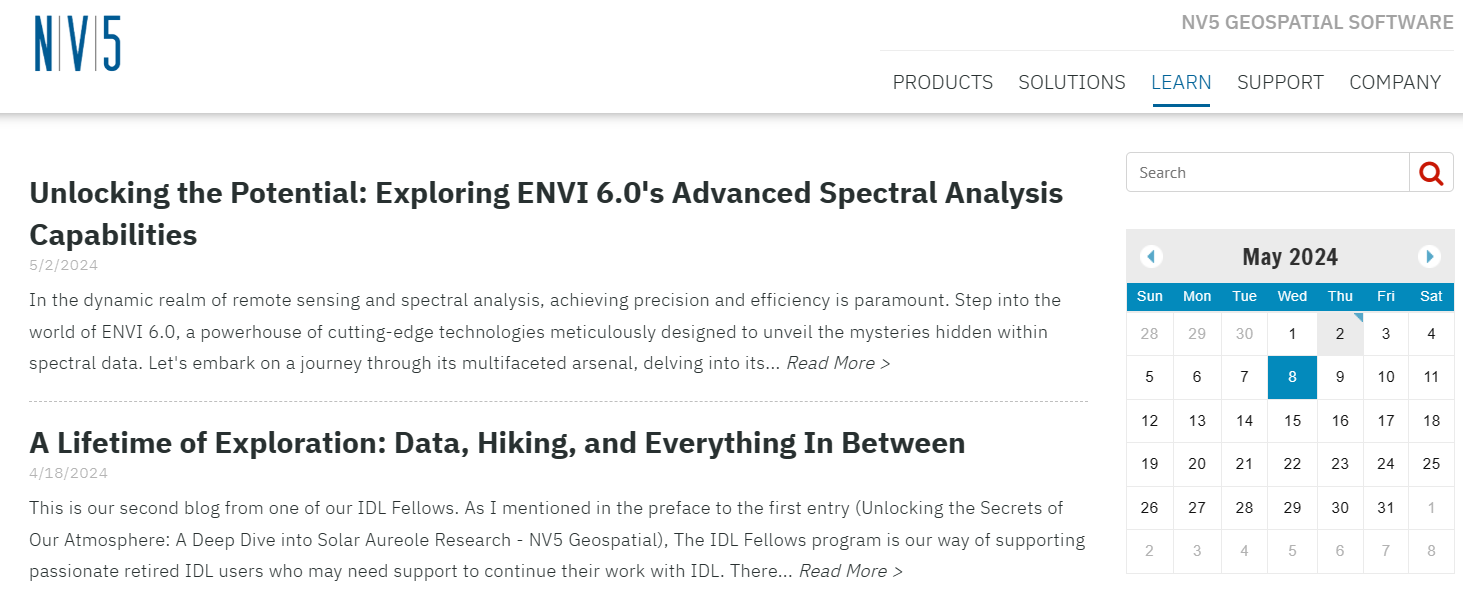 N|V|5
NV5 GEOSPATIAL SOFTWARE
PRODUCTS SOLUTIONS LEARN SUPPORT COMPANY
Unlocking the Potential: Exploring ENVI 6.0's Advanced Spectral Analysis
Capabilities
5/2/2024
In the dynamic realm of remote sensing and spectral analysis, achieving precision and efficiency is paramount. Step into the
world of ENVI 6.0, a powerhouse of cutting-edge technologies meticulously designed to unveil the mysteries hidden within
spectral data. Let's embark on a journey through its multifaceted arsenal, delving into its... Read More >
A Lifetime of Exploration: Data, Hiking, and Everything In Between
4/18/2024
This is our second blog from one of our IDL Fellows. As I mentioned in the preface to the first entry (Unlocking the Secrets of
Our Atmosphere: A Deep Dive into Solar Aureole Research - NV5 Geospatial), The IDL Fellows program is our way of supporting
passionate retired IDL users who may need support to continue their work with IDL. There... Read More >
Search
May 2024
Sun Mon Tue Wed Thu Fri Sat
28 29 30 1 2 3 4
5 6 7 8 9 10 11
12 13 14 15 16 17 18
19 20 21 22 23 24 25
26 27 28 29 30 31 1
2 3 4 5 6 7 8